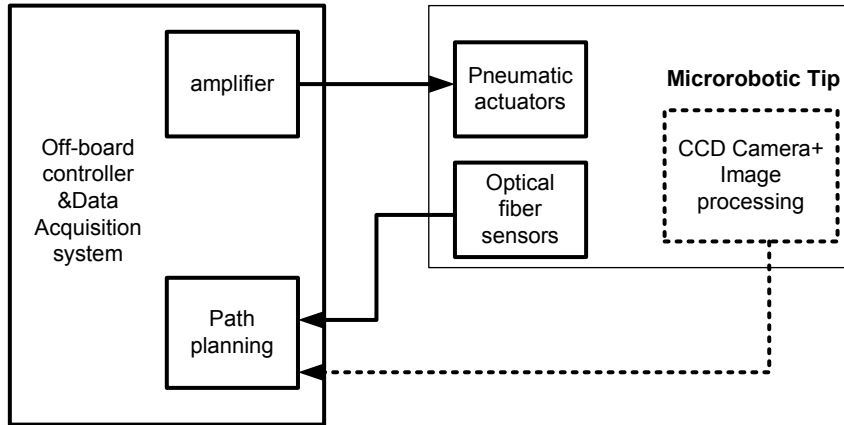 amplifier
Off-board
controller
&Data
Acquisition
system
Path
planning
Pneumatic
actuators
Optical
fiber
sensors
Microrobotic Tip
CCD Camera+
Image
processing